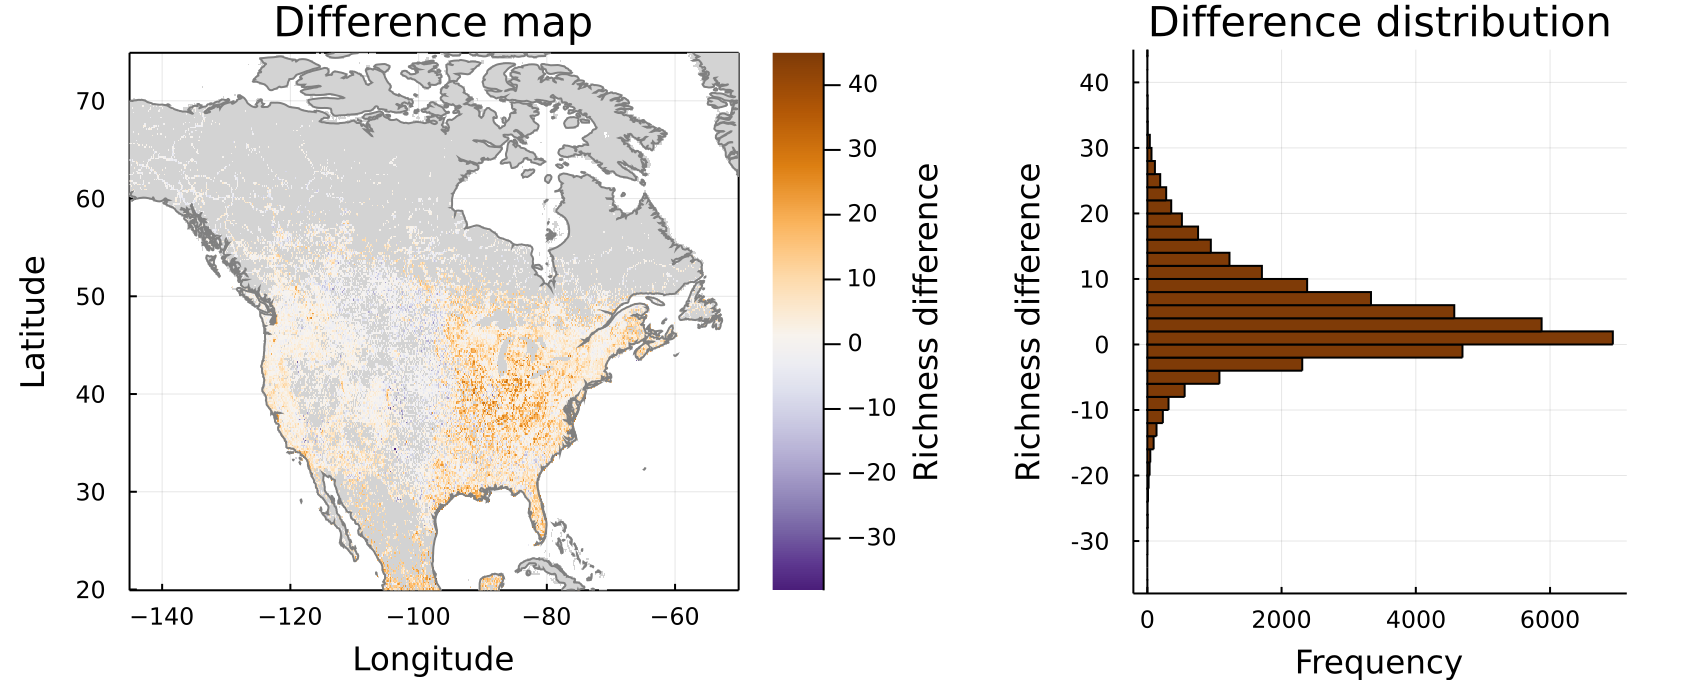 Difference map
Latitude
70
60
50
40
30
20
−140 −120 −100 −80 −60
Longitude
40
30
20
10
0
−10
−20
−30
Richness difference
Difference distribution
Richness difference
40
30
20
10
0
-10
-20
-30
0 2000 4000 6000
Frequency